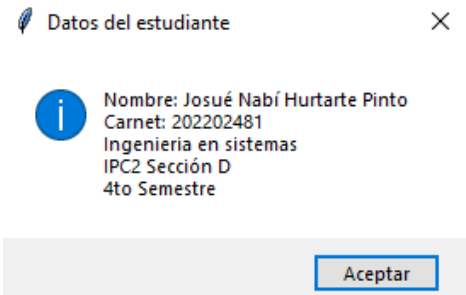 Datos del estudiante
Nombre: Josué Nabí Hurtarte Pinto
Carnet: 202202481
Ingenieria en sistemas
IPC2 Sección D
4to Semestre
Aceptar